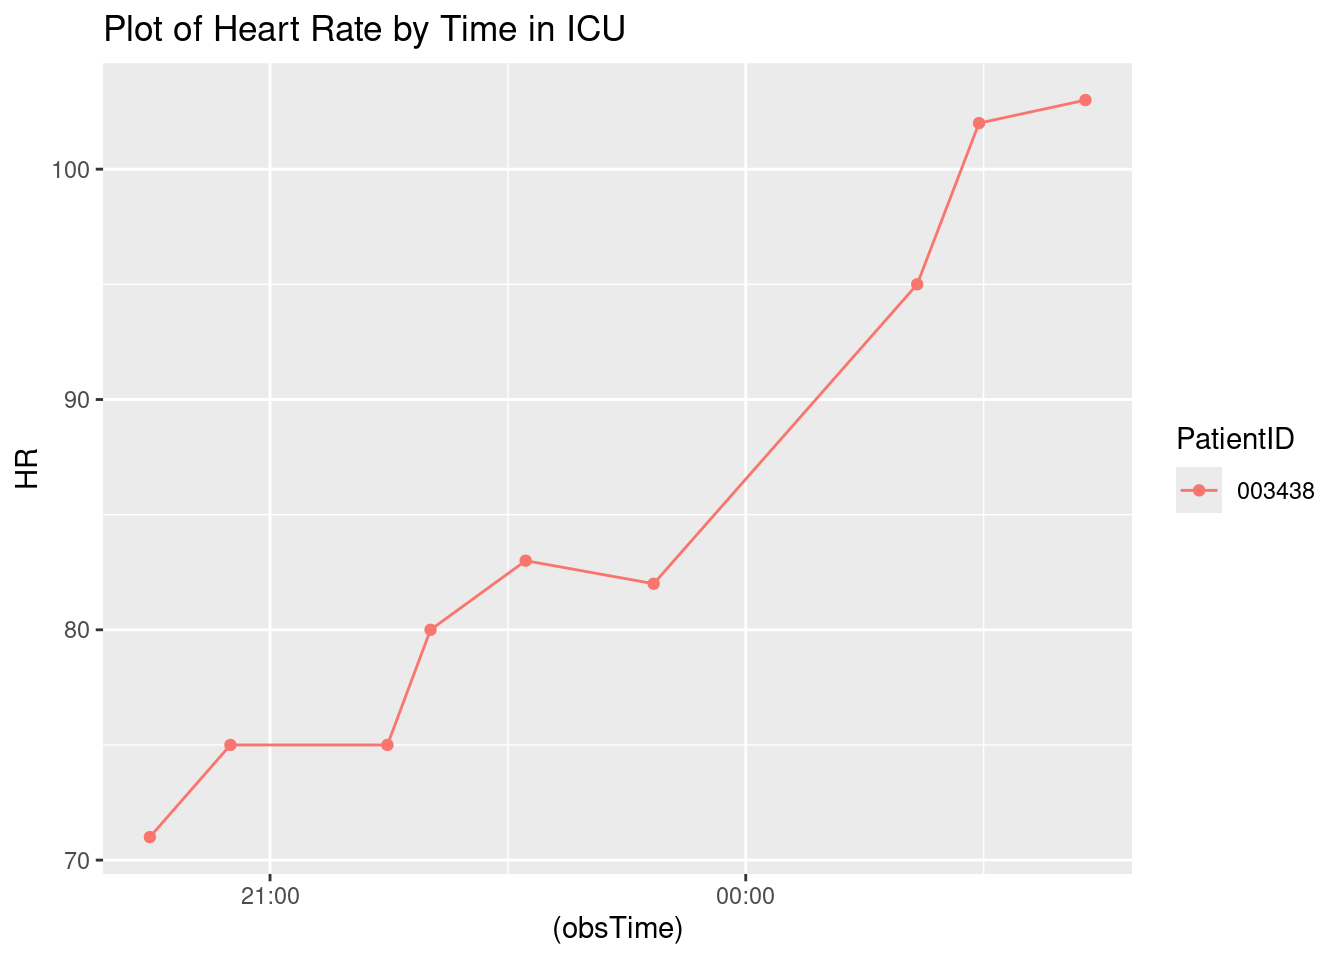 Plot of Heart Rate by Time in ICU
HR
100
90
80
70
21:00
00:00
(obsTime)
PatientID
003438